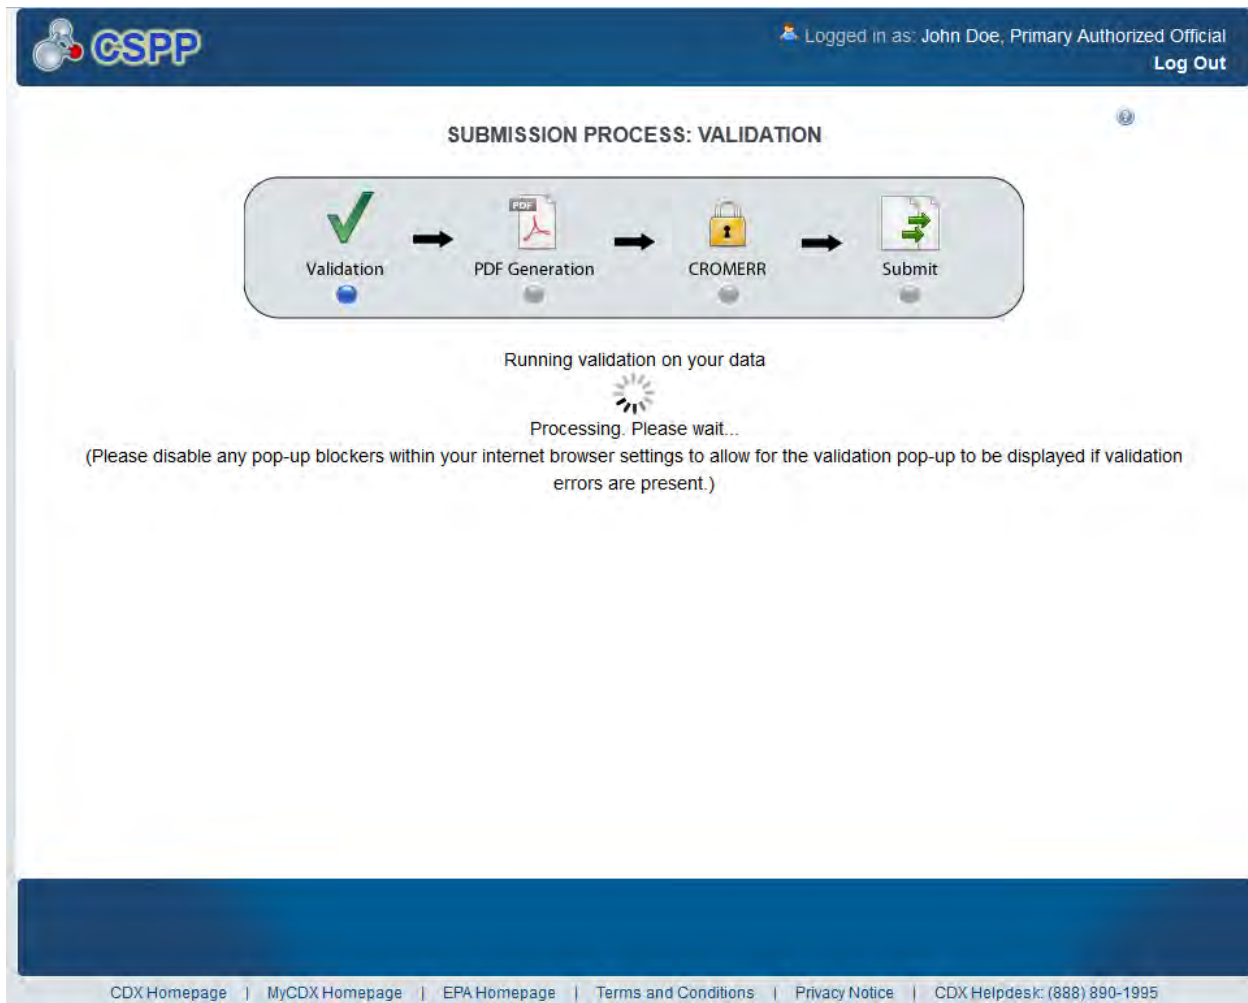 CSPP
Logged in as: John Doe, Primary Authorized Official
Log Out
SUBMISSION PROCESS: VALIDATION
PDF
Validation
PDF Generation
CROMERR
Submit
Running validation on your data
Processing. Please wait...
(Please disable any pop-up blockers within your internet browser settings to allow for the validation pop-up to be displayed if validation
errors are present.)
CDX Homepage | MyCDX Homepage | EPA Homepage | Terms and Conditions | Privacy Notice | CDX Helpdesk: (888) 890-1995